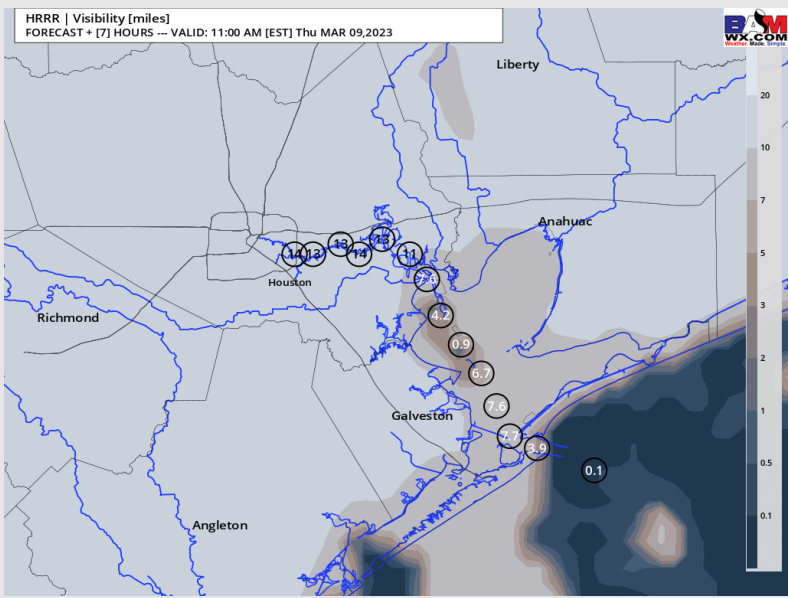 HRRR | Visibility [miles]
FORECAST + [7] HOURS --- VALID: 11:00 AM [EST] Thu MAR 09,2023
BAM
WX.COM
Weather. Made. Simple.
Liberty
20
10
7
Anahuac
14 13 13 14 13 11
5
7.6
Houston
3
4.2
Richmond
0.9
2
6.7
7.6
1
Galveston
7.7
3.9
0.5
0.1
0.1
Angleton